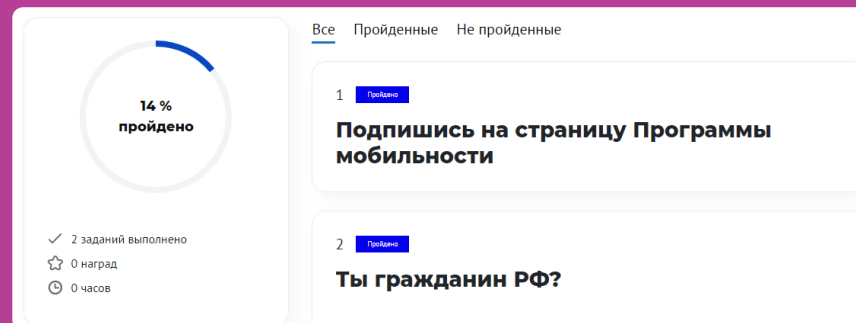 14 %
пройдено
2 заданий выполнено
0 наград
0 часов
Все Пройденные Не пройденные
1 Пройдено
Подпишись на страницу Программы
мобильности
2 Пройдено
Ты гражданин РФ?